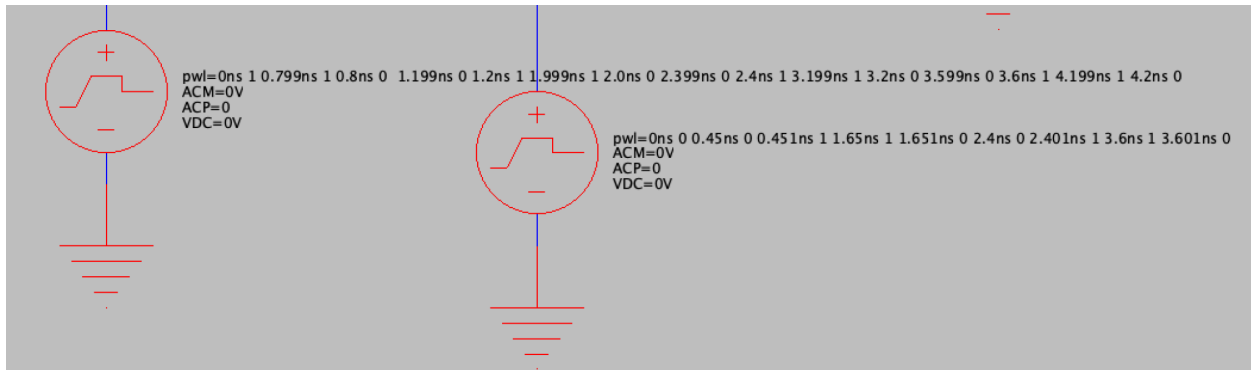 pwl=0ns 1 0.799ns 1 0.8ns 0 1.199ns 0 1.2ns 1 1.999ns 1 2.0ns 0 2.399ns 0 2.4ns 1 3.199ns 1 3.2ns 0 3.599ns 0 3.6ns 1 4.199ns 1 4.2ns 0
ACM=0V
ACP=0
VDC=0V
pwl=0ns 0 0.45ns 0 0.451ns 1 1.65ns 1 1.651ns 0 2.4ns 0 2.401ns 1 3.6ns 1 3.601ns 0
ACM=0V
ACP=0
VDC=0V